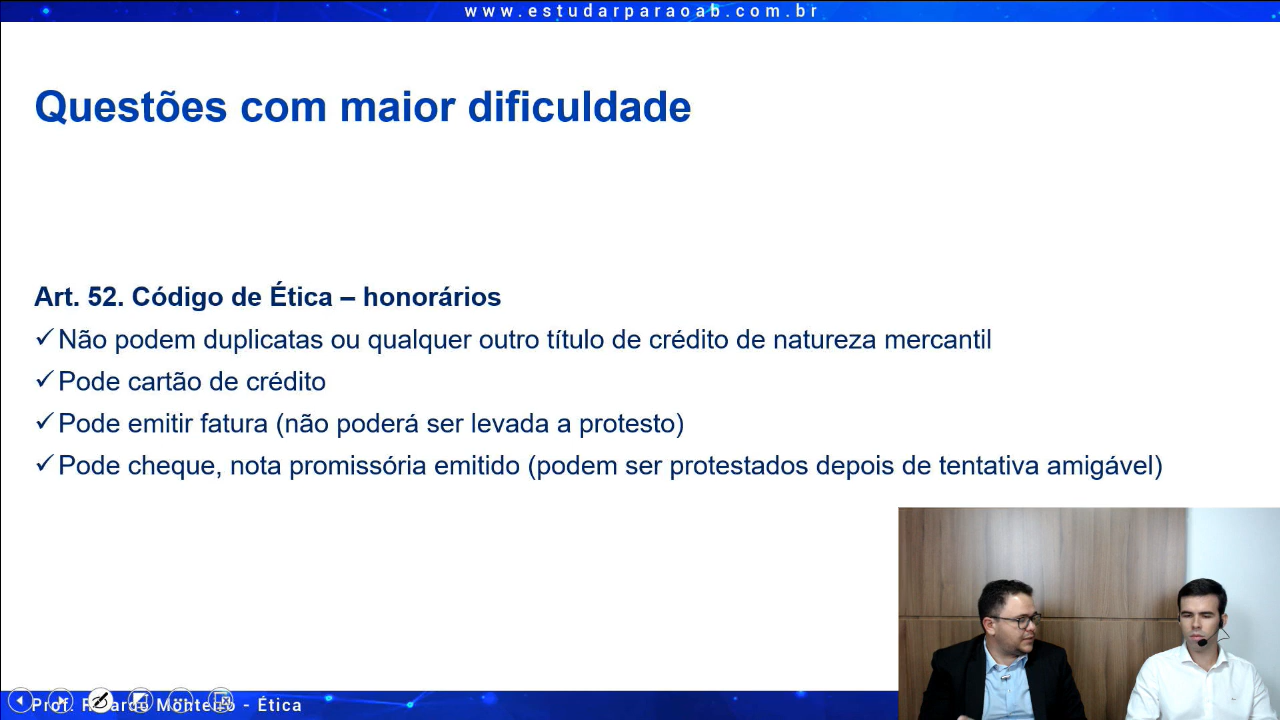 www.estudarparaoab.com.br
Questões com maior dificuldade
Art. 52. Código de Ética – honorários
✓Não podem duplicatas ou qualquer outro título de crédito de natureza mercantil
✓Pode cartão de crédito
✓Pode emitir fatura (não poderá ser levada a protesto)
✓Pode cheque, nota promissória emitido (podem ser protestados depois de tentativa amigável)
Prof. Ricardo Monteiro - Ética